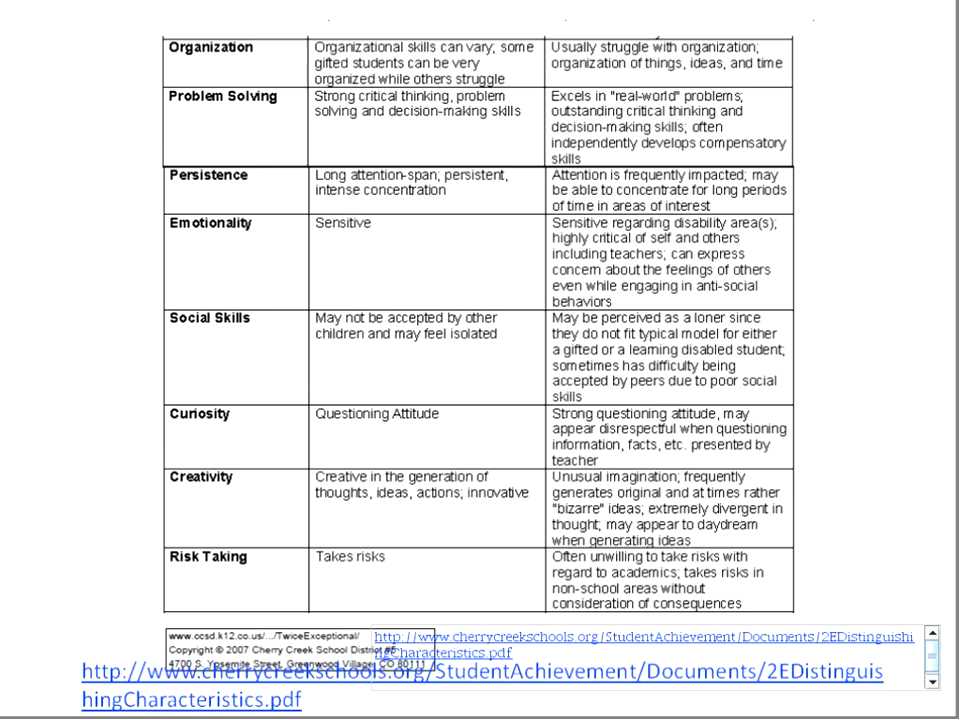 Organization
Organizational skills can vary; some
gifted students can be very
organized while others struggle
Usually struggle with organization;
organization of things, ideas, and time
Problem Solving
Strong critical thinking, problem
solving and decision-making skills
Excels in "real-world" problems;
outstanding critical thinking and
decision-making skills; often
independently develops compensatory
skills
Persistence
Long attention-span; persistent,
intense concentration
Attention is frequently impacted; may
be able to concentrate for long periods
of time in areas of interest
Emotionality
Sensitive
Sensitive regarding disability area(s);
highly critical of self and others
including teachers; can express
concern about the feelings of others
even while engaging in anti-social
behaviors
Social Skills
May not be accepted by other
children and may feel isolated
May be perceived as a loner since
they do not fit typical model for either
a gifted or a learning disabled student;
sometimes has difficulty being
accepted by peers due to poor social
skills
Curiosity
Questioning Attitude
Strong questioning attitude, may
appear disrespectful when questioning
information, facts, etc. presented by
teacher
Creativity
Creative in the generation of
thoughts, ideas, actions; innovative
Unusual imagination; frequently
generates original and at times rather
"bizarre" ideas; extremely divergent in
thought; may appear to daydream
when generating ideas
Risk Taking
Takes risks
Often unwilling to take risks with
regard to academics; takes risks in
non-school areas without
consideration of consequences
www.ccsd.k12.co.us/.../TwiceExceptional/
Copyright © 2007 Cherry Creek School District #5
4700 S. Yosemite Street, Greenwood Village, CO 80111
http://www.cherrycreekschools.org/StudentAchievement/Documents/2EDistinguishi
ngCharacteristics.pdf
http://www.cherrycreekschools.org/StudentAchievement/Documents/2EDistinguis
hingCharacteristics.pdf